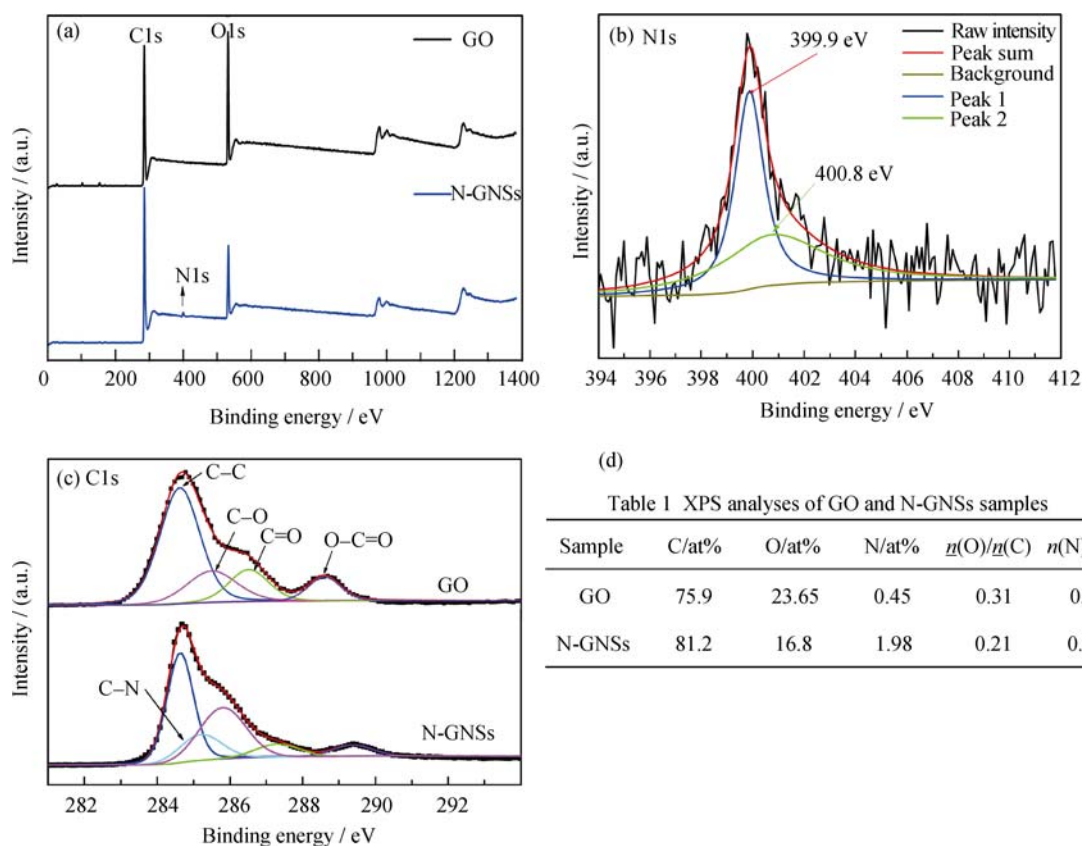 (a)
C1s
O1s
GO
N-GNSs
N1s
Intensity / (a.u.)
0 200 400 600 800 1000 1200 1400
Binding energy / eV
(b) N1s
399.9 eV
400.8 eV
Raw intensity
Peak sum
Background
Peak 1
Peak 2
Intensity / (a.u.)
394 396 398 400 402 404 406 408 410 412
Binding energy / eV
(c) C1s
C–C
C–O
C=O
O–C=O
GO
C–N
N-GNSs
Intensity / (a.u.)
282 284 286 288 290 292
Binding energy / eV
(d)
Table 1 XPS analyses of GO and N-GNSs samples
Sample C/at% O/at% N/at% n(O)/n(C) n(N)
GO 75.9 23.65 0.45 0.31 0.
N-GNSs 81.2 16.8 1.98 0.21 0.